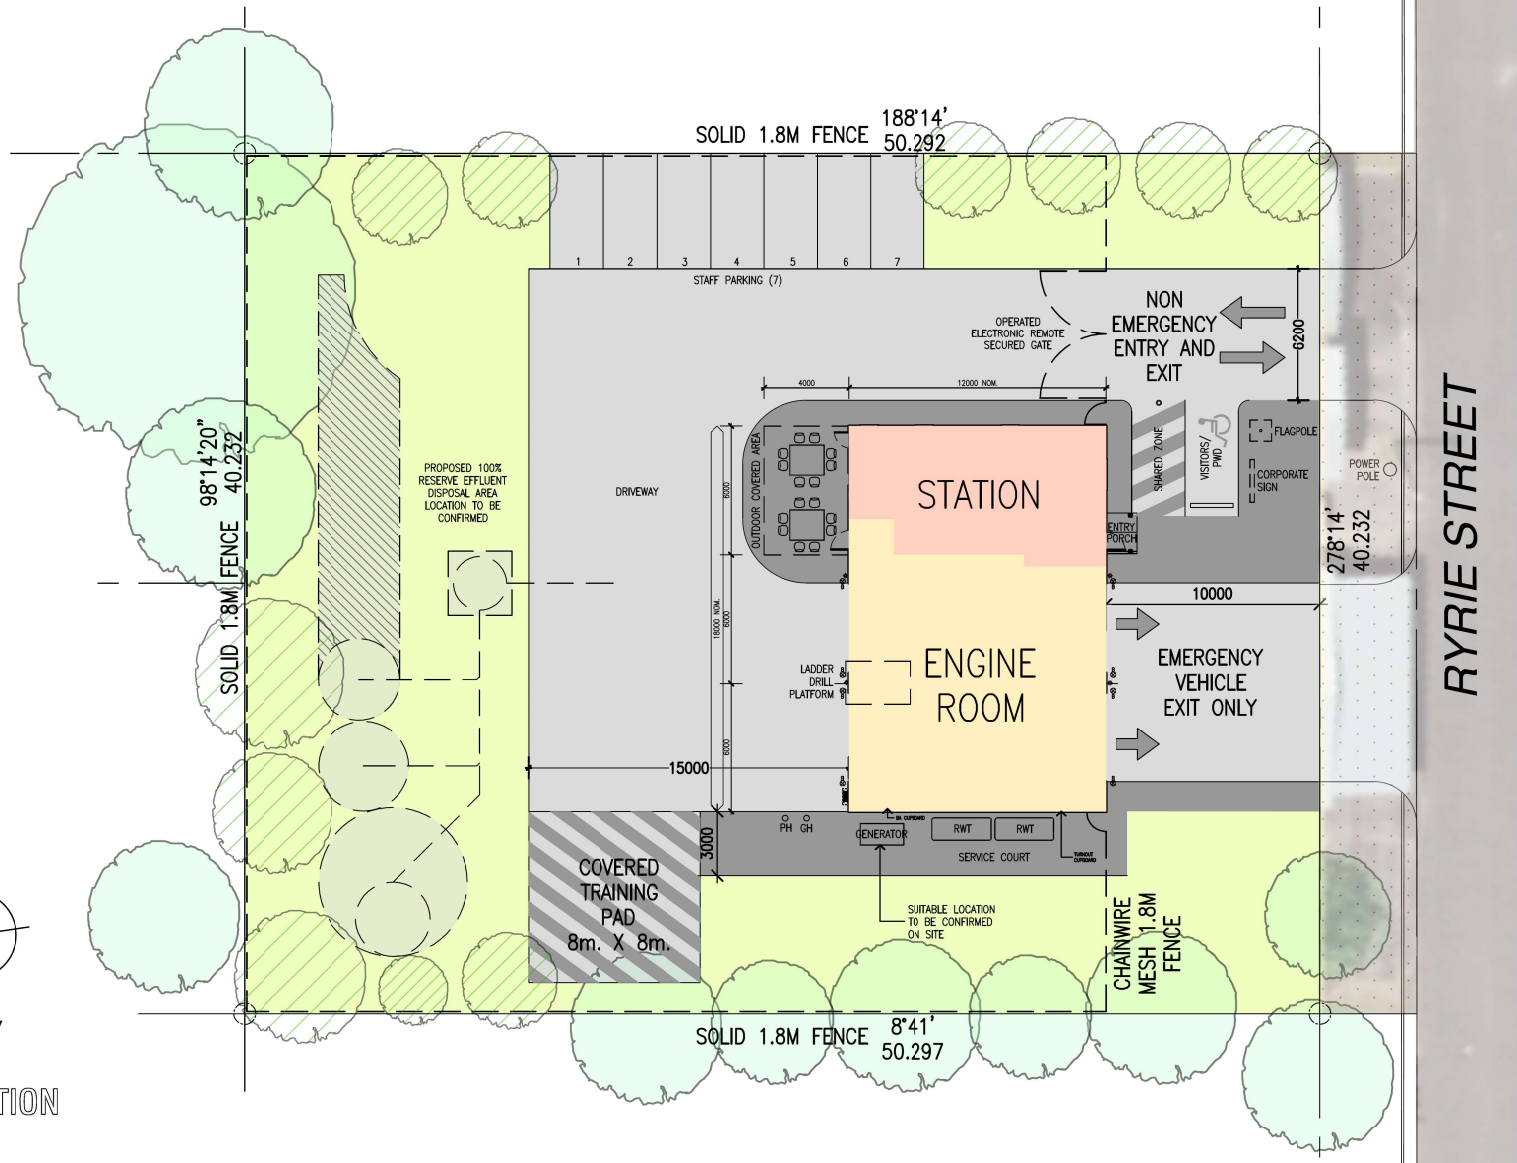 188°14'
SOLID 1.8M FENCE
50.292
1
2
3
4
5
6
7
STAFF PARKING (7)
OPERATED
ELECTRONIC REMOTE
SECURED GATE
NON
EMERGENCY
ENTRY AND
EXIT
6200
4000
12000 NOM.
98°14'20"
40.232
SOLID 1.8M FENCE
PROPOSED 100%
RESERVE EFFLUENT
DISPOSAL AREA
LOCATION TO BE
CONFIRMED
DRIVEWAY
OUTDOOR COVERED AREA
6000
6000
6000
18000 NOM.
STATION
SHARED ZONE
VISITORS/
PWD
FLAGPOLE
CORPORATE
SIGN
POWER
POLE
ENTRY
PORCH
278°14'
40.232
RYRIE STREET
10000
LADDER
DRILL
PLATFORM
ENGINE
ROOM
EMERGENCY
VEHICLE
EXIT ONLY
15000
3000
PH
GH
BA CUPBOARD
GENERATOR
RWT
RWT
SERVICE COURT
TURNOUT
CUPBOARD
COVERED
TRAINING
PAD
8m. X 8m.
SUITABLE LOCATION
TO BE CONFIRMED
ON SITE
CHAINWIRE
MESH 1.8M
FENCE
SOLID 1.8M FENCE
8°41'
50.297
TION